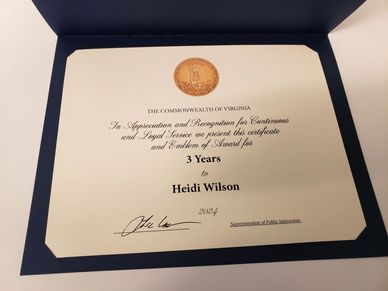 THE COMMONWEALTH OF VIRGINIA
In Appreciation and Recognition for Continuous
and Loyal Service we present this certificate
and Emblem of Award for
3 Years
to
Heidi Wilson
2024
Superintendent of Public Instruction